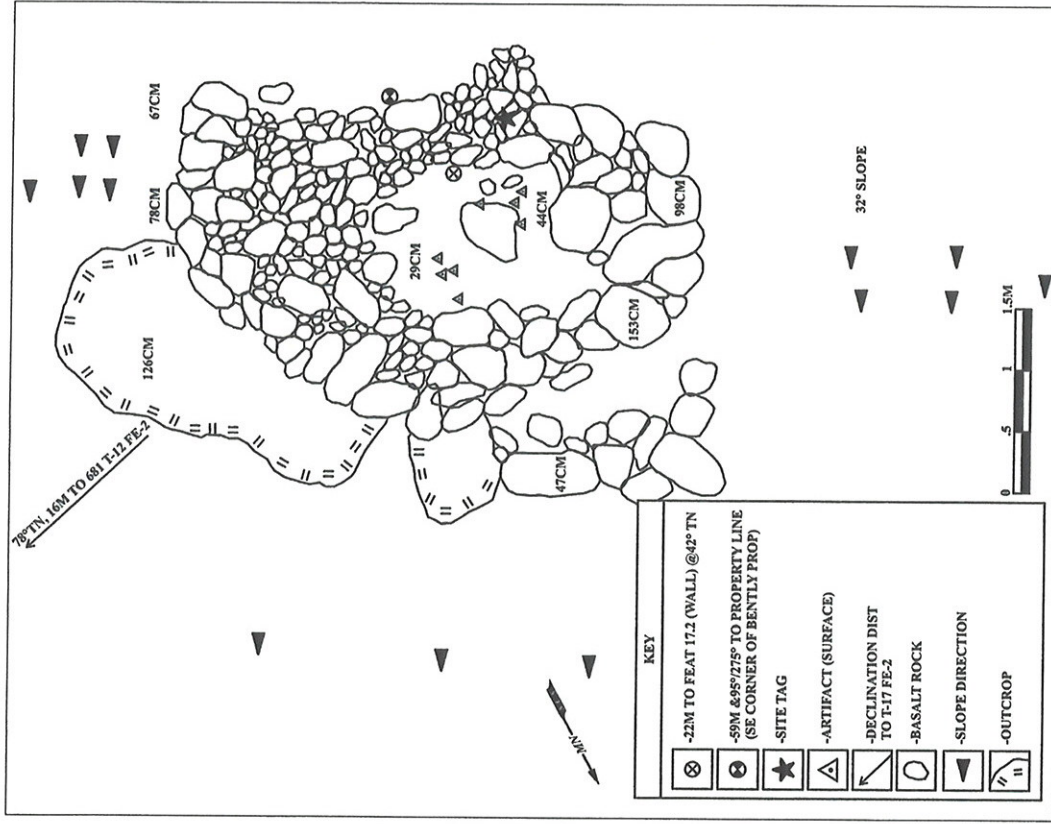 78°TN, 16M TO 681 T-12 FE-2
126CM
78CM
67CM
29CM
44CM
47CM
153CM
98CM
32° SLOPE
MN
0 .5 1 1.5M
KEY
-22M TO FEAT 17.2 (WALL) @42° TN
-59M &95°/275° TO PROPERTY LINE
(SE CORNER OF BENTLY PROP)
-SITE TAG
-ARTIFACT (SURFACE)
-DECLINATION DIST
TO T-17 FE-2
-BASALT ROCK
-SLOPE DIRECTION
-OUTCROP